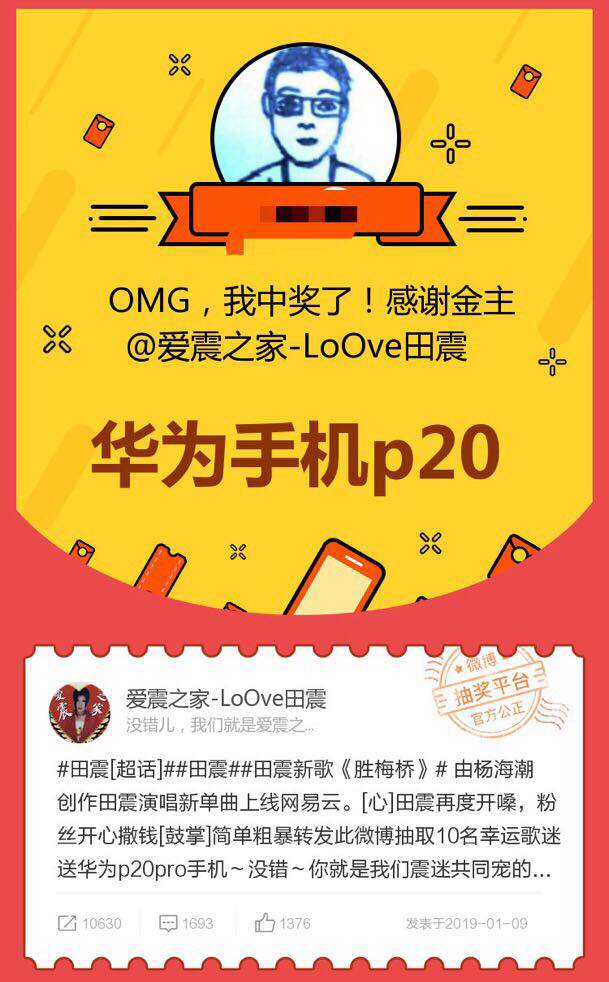 OMG，我中奖了！感谢金主
@爱震之家-LoOve田震
华为手机p20
微博
抽奖平台
官方公正
爱震之家-LoOve田震
没错儿，我们就是爱震之...
#田震[超话]##田震##田震新歌《胜梅桥》# 由杨海潮
创作田震演唱新单曲上线网易云。[心]田震再度开嗓，粉
丝开心撒钱[鼓掌]简单粗暴转发此微博抽取10名幸运歌迷
送华为p20pro手机～没错～你就是我们震迷共同宠的...
10630 1693 1376 发表于2019-01-09